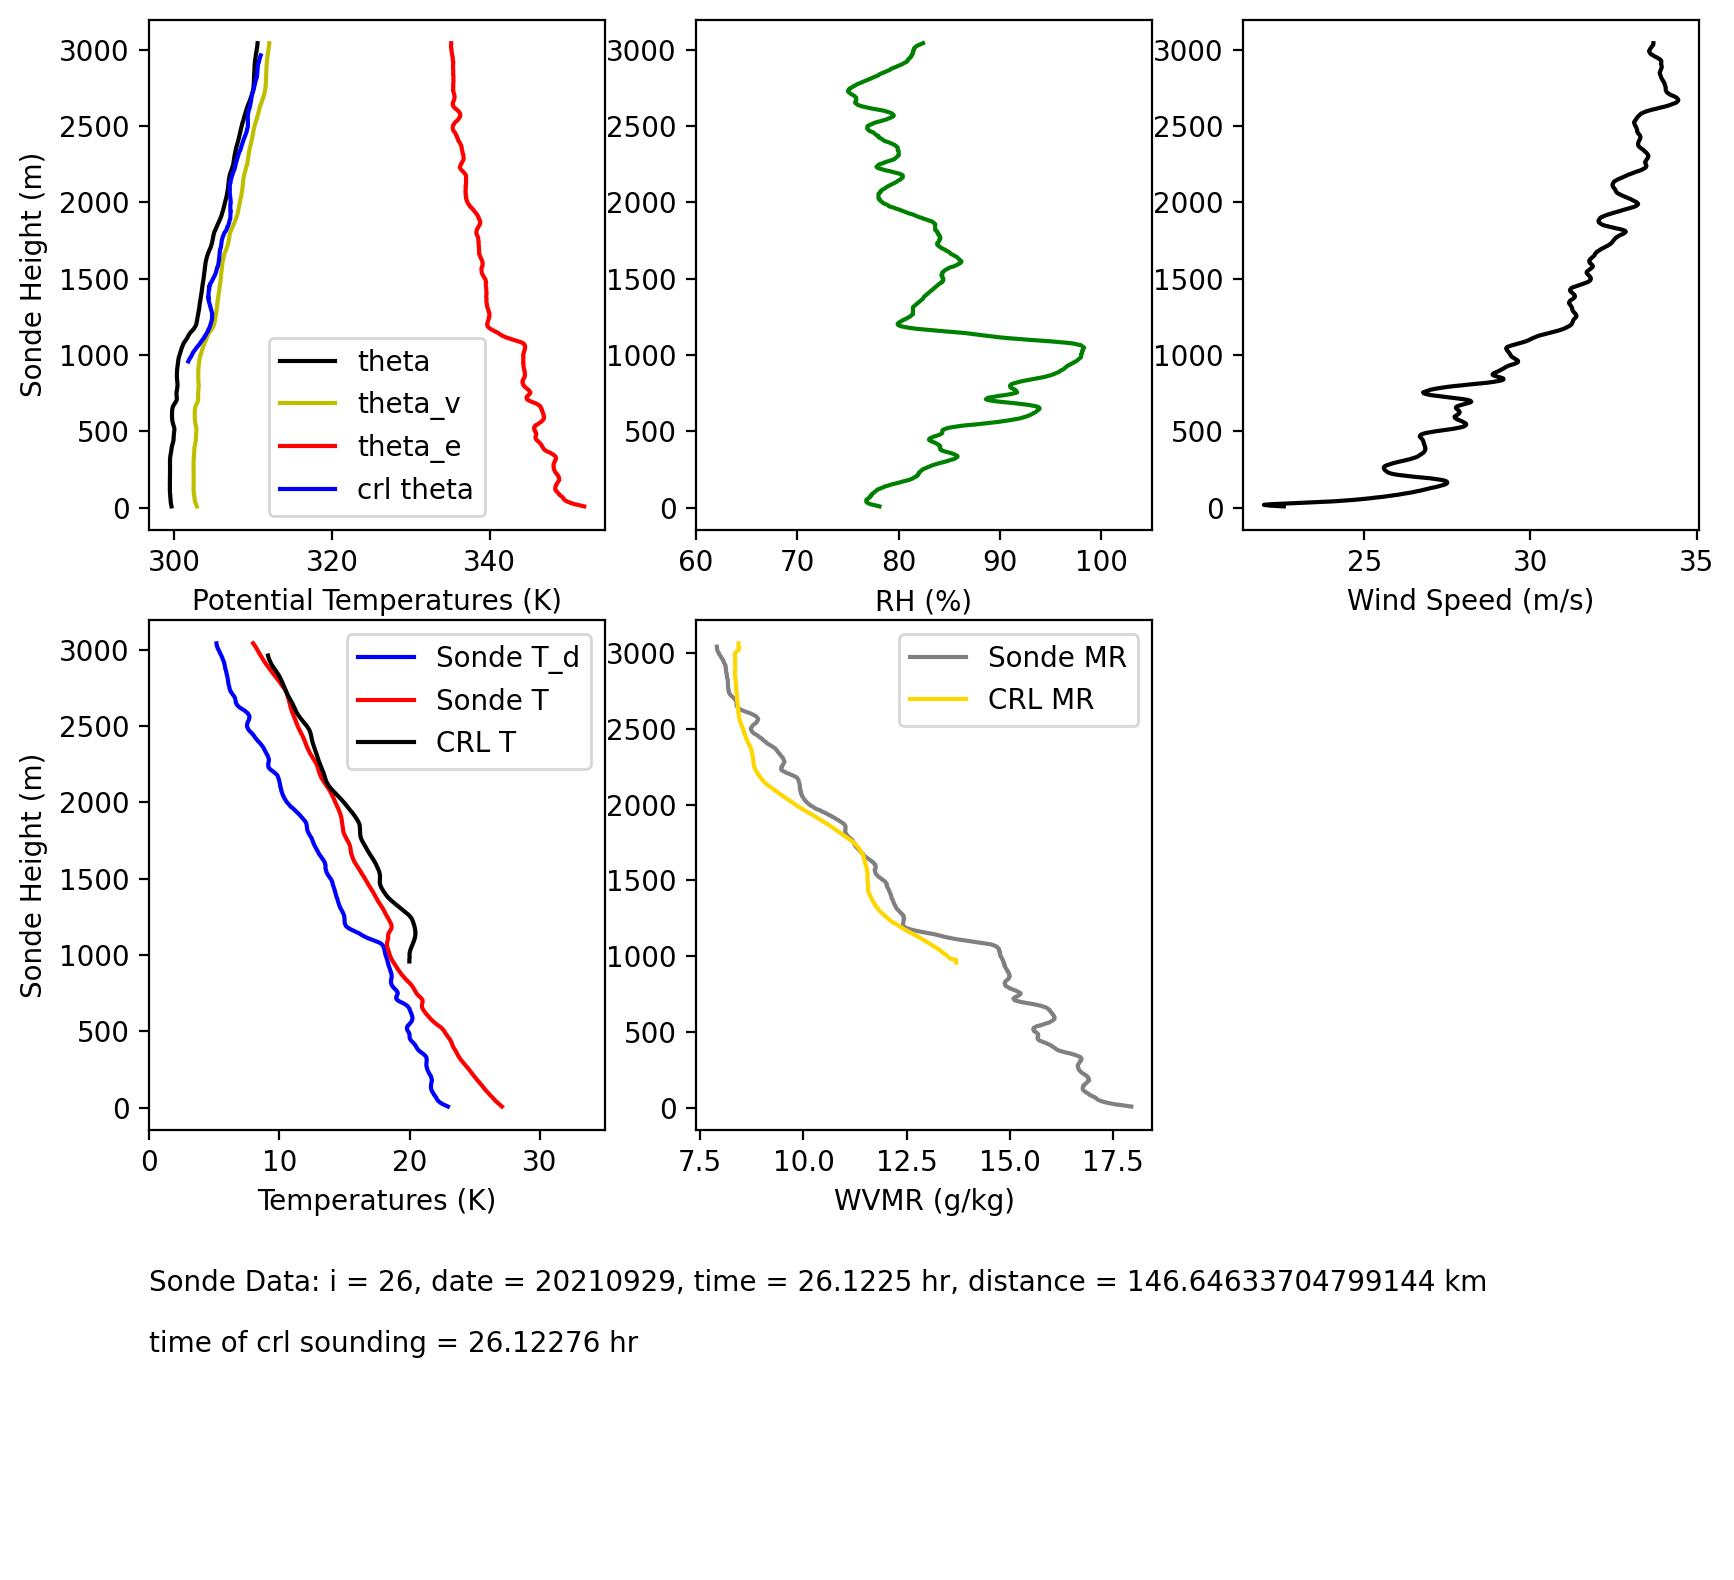 3000
2500
2000
1500
1000
500
0
Sonde Height (m)
theta
theta_v
theta_e
crl theta
300 320 340
Potential Temperatures (K)
3000
2500
2000
1500
1000
500
0
60 70 80 90 100
RH (%)
3000
2500
2000
1500
1000
500
0
25 30 35
Wind Speed (m/s)
3000
2500
2000
1500
1000
500
0
Sonde Height (m)
Sonde T_d
Sonde T
CRL T
0 10 20 30
Temperatures (K)
3000
2500
2000
1500
1000
500
0
Sonde MR
CRL MR
7.5 10.0 12.5 15.0 17.5
WVMR (g/kg)
Sonde Data: i = 26, date = 20210929, time = 26.1225 hr, distance = 146.64633704799144 km
time of crl sounding = 26.12276 hr